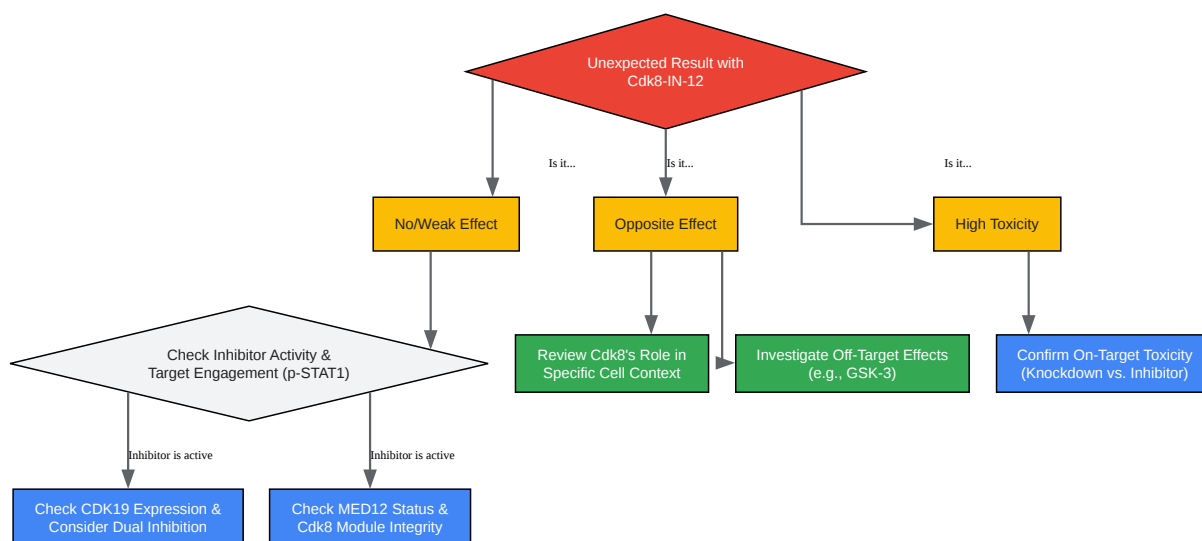 Unexpected Result with
Cdk8-IN-12
Is it...
Is it...
Is it...
No/Weak Effect
Opposite Effect
High Toxicity
Check Inhibitor Activity &
Target Engagement (p-STAT1)
Review Cdk8's Role in
Specific Cell Context
Investigate Off-Target Effects
(e.g., GSK-3)
Confirm On-Target Toxicity
(Knockdown vs. Inhibitor)
Inhibitor is active
Inhibitor is active
Check CDK19 Expression &
Consider Dual Inhibition
Check MED12 Status &
Cdk8 Module Integrity